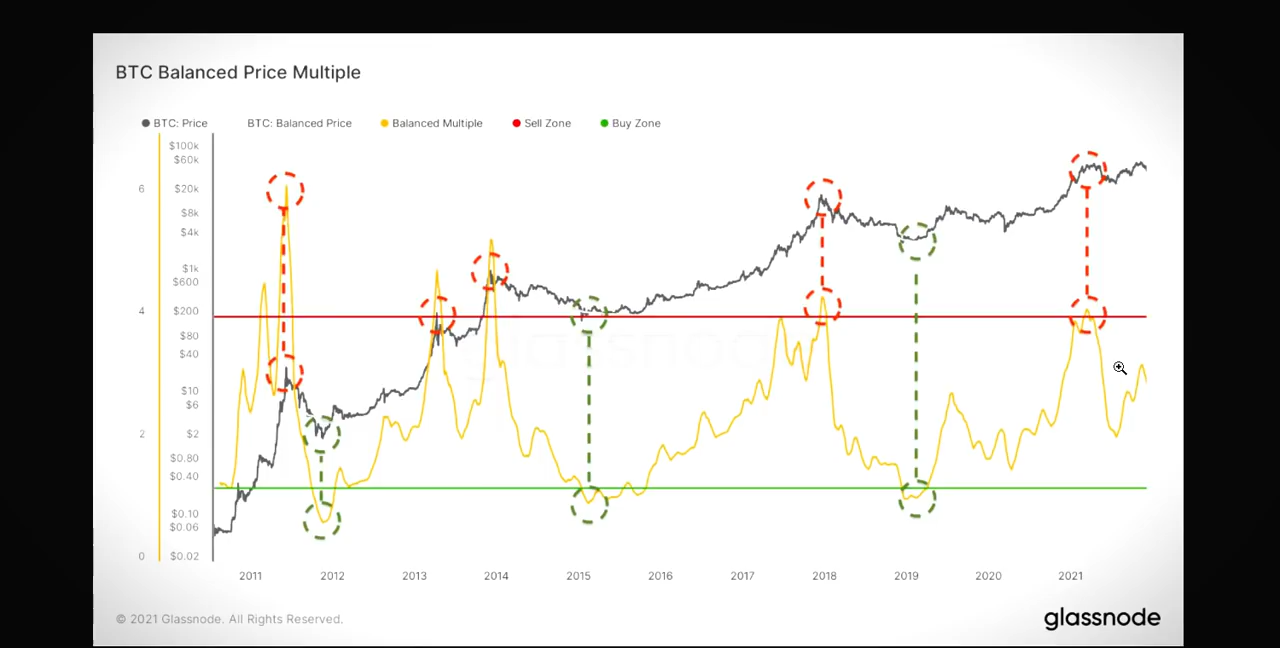 BTC Balanced Price Multiple
BTC: Price BTC: Balanced Price Balanced Multiple Sell Zone Buy Zone
$100k
$60k
6 $20k
$8k
$4k
$1k
$600
4 $200
$80
$40
$10
$6
2 $2
$0.80
$0.40
$0.10
$0.06
0 $0.02
2011 2012 2013 2014 2015 2016 2017 2018 2019 2020 2021
glassnode
© 2021 Glassnode. All Rights Reserved. glassnode